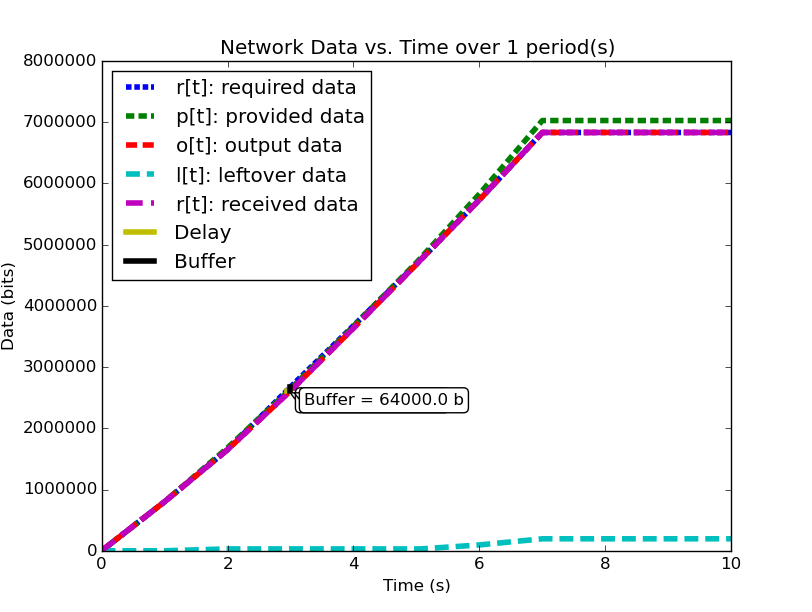 Network Data vs. Time over 1 period(s)
8000000
7000000
6000000
5000000
4000000
3000000
2000000
1000000
0
Data (bits)
r[t]: required data
p[t]: provided data
o[t]: output data
l[t]: leftover data
r[t]: received data
Delay
Buffer
Buffer = 64000.0 b
0
2
4
6
8
10
Time (s)